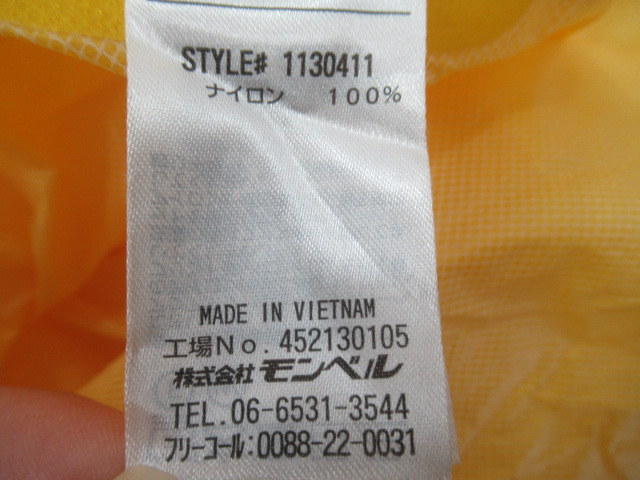 STYLE# 1130411
ナイロン 100%
MADE IN VIETNAM
工場No. 452130105
株式会社 モンベル
TEL. 06-6531-3544
フリーコール:0088-22-0031